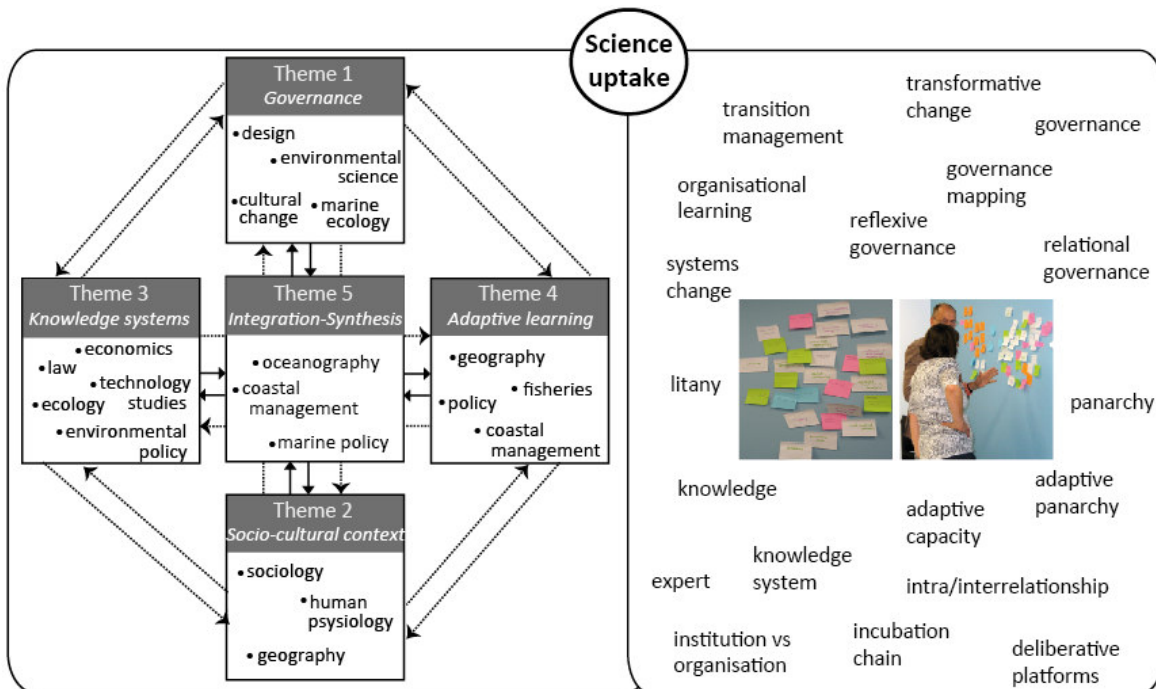 Science
uptake
Theme 1
Governance
• design
• environmental
science
• cultural
change
• marine
ecology
Theme 3
Knowledge systems
• economics
• law
• technology
studies
• ecology
• environmental
policy
Theme 5
Integration-Synthesis
• oceanography
• coastal
management
• marine policy
Theme 4
Adaptive learning
• geography
• fisheries
• policy
• coastal
management
Theme 2
Socio-cultural context
• sociology
• human
psysiology
• geography
transition
management
transformative
change
governance
organisational
learning
governance
mapping
reflexive
governance
relational
governance
systems
change
litany
panarchy
knowledge
adaptive
capacity
adaptive
panarchy
expert
knowledge
system
intra/interrelationship
institution vs
organisation
incubation
chain
deliberative
platforms